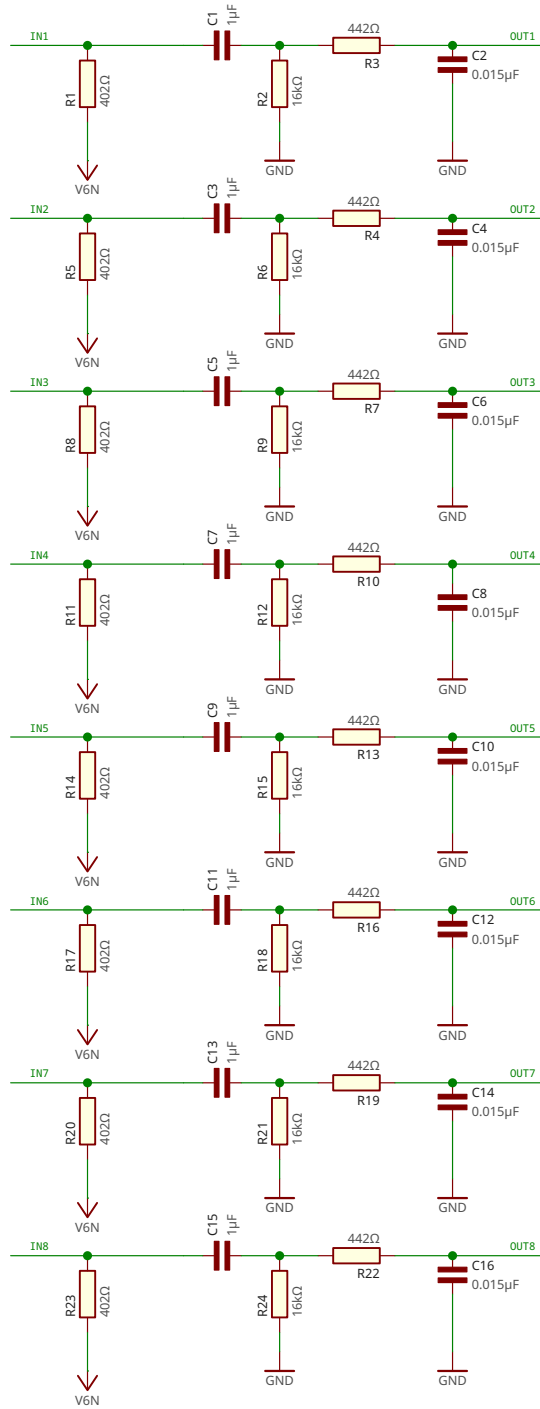 IN1
C1
1µF
442Ω
OUT1
R1
402Ω
R2
16kΩ
R3
C2
0.015µF
V6N
GND
GND
IN2
C3
1µF
442Ω
OUT2
R5
402Ω
R6
16kΩ
R4
C4
0.015µF
V6N
GND
GND
IN3
C5
1µF
442Ω
OUT3
R8
402Ω
R9
16kΩ
R7
C6
0.015µF
V6N
GND
GND
IN4
C7
1µF
442Ω
OUT4
R11
402Ω
R12
16kΩ
R10
C8
0.015µF
V6N
GND
GND
IN5
C9
1µF
442Ω
OUT5
R14
402Ω
R15
16kΩ
R13
C10
0.015µF
V6N
GND
GND
IN6
C11
1µF
442Ω
OUT6
R17
402Ω
R18
16kΩ
R16
C12
0.015µF
V6N
GND
GND
IN7
C13
1µF
442Ω
OUT7
R20
402Ω
R21
16kΩ
R19
C14
0.015µF
V6N
GND
GND
IN8
C15
1µF
442Ω
OUT8
R23
402Ω
R24
16kΩ
R22
C16
0.015µF
V6N
GND
GND